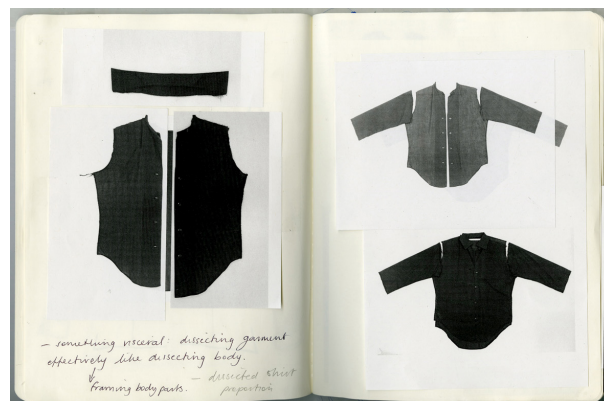 – something visceral: dissecting garment
effectively like dissecting body.
↓
framing body parts.
– dissected shirt
proportion